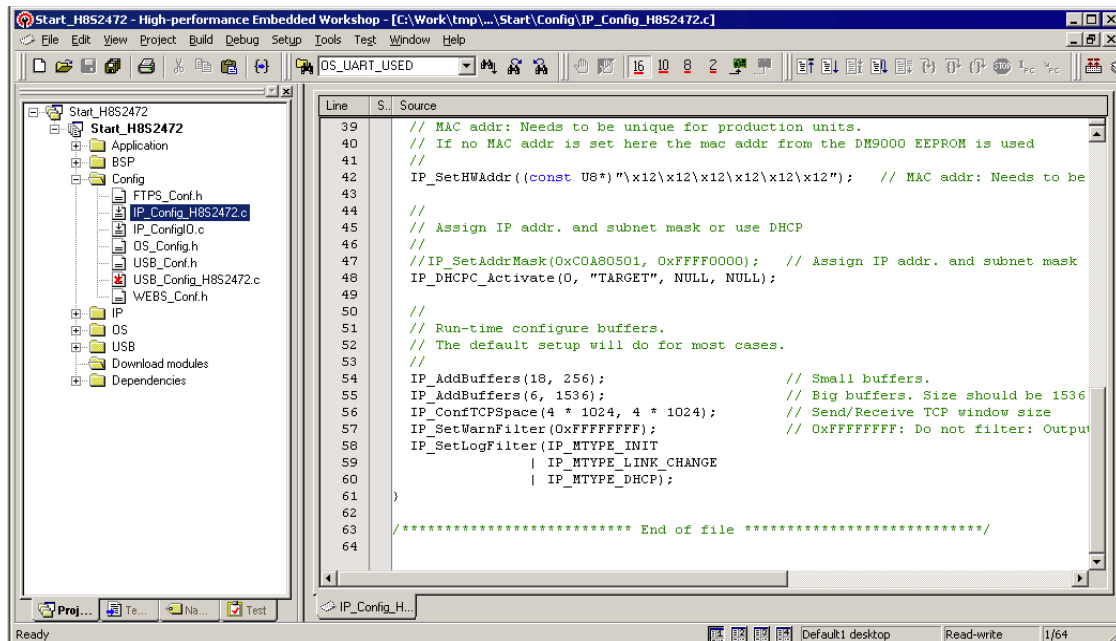 Start_H8S2472 - High-performance Embedded Workshop - [C:\Work\tmp\...\Start\Config\IP_Config_H8S2472.c]
File Edit View Project Build Debug Setup Tools Test Window Help
OS_UART_USED 16 10 8 2
Start_H8S2472
Start_H8S2472
Application
BSP
Config
FTPS_Conf.h
IP_Config_H8S2472.c
IP_ConfigIO.c
OS_Config.h
USB_Conf.h
USB_Config_H8S2472.c
WEBS_Conf.h
IP
OS
USB
Download modules
Dependencies
Proj... Te... Na... Test
Line S.. Source
39 // MAC addr: Needs to be unique for production units.
40 // If no MAC addr is set here the mac addr from the DM9000 EEPROM is used
41 //
42 IP_SetHWAddr((const U8*)"\x12\x12\x12\x12\x12\x12"); // MAC addr: Needs to be
43
44 //
45 // Assign IP addr. and subnet mask or use DHCP
46 //
47 //IP_SetAddrMask(0xC0A80501, 0xFFFF0000); // Assign IP addr. and subnet mask
48 IP_DHCPC_Activate(0, "TARGET", NULL, NULL);
49
50 //
51 // Run-time configure buffers.
52 // The default setup will do for most cases.
53 //
54 IP_AddBuffers(18, 256); // Small buffers.
55 IP_AddBuffers(6, 1536); // Big buffers. Size should be 1536
56 IP_ConfTCPSpace(4 * 1024, 4 * 1024); // Send/Receive TCP window size
57 IP_SetWarnFilter(0xFFFFFFFF); // 0xFFFFFFFF: Do not filter: Output
58 IP_SetLogFilter(IP_MTYPE_INIT
59 | IP_MTYPE_LINK_CHANGE
60 | IP_MTYPE_DHCP);
61 }
62
63 /*************************** End of file ****************************/
64
IP_Config_H...
Ready Default1 desktop Read-write 1/64